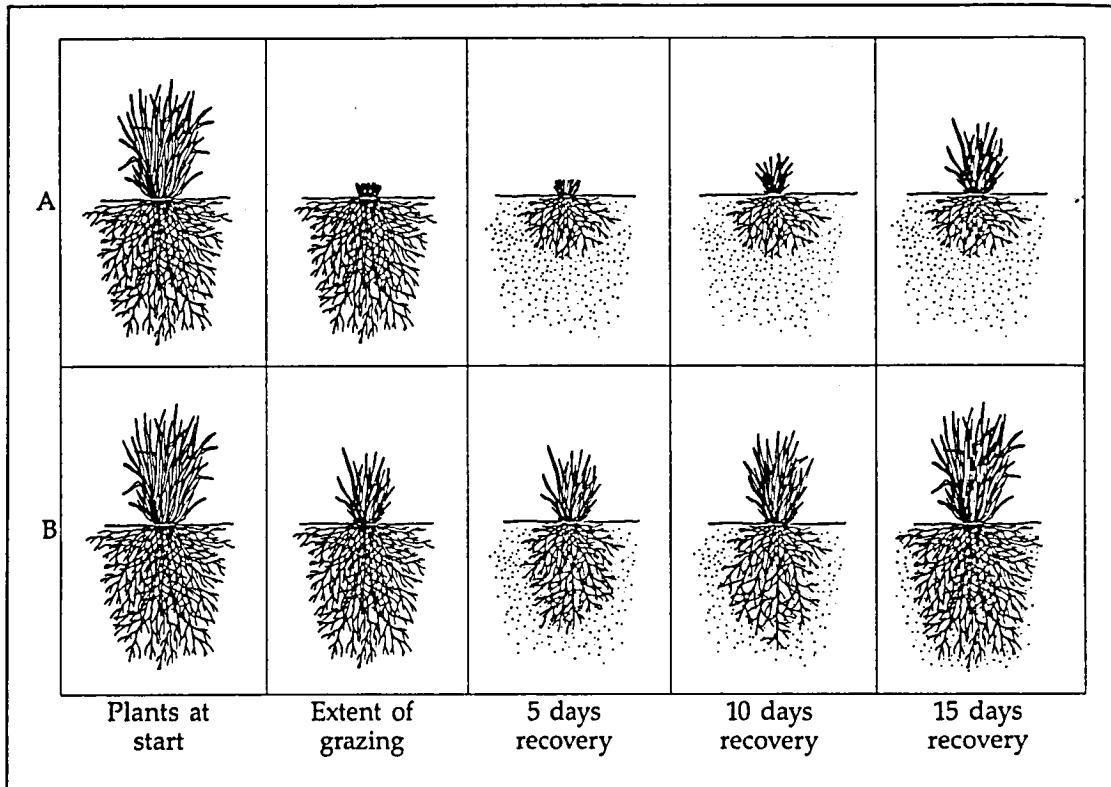 A
B
Plants at
start
Extent of
grazing
5 days
recovery
10 days
recovery
15 days
recovery